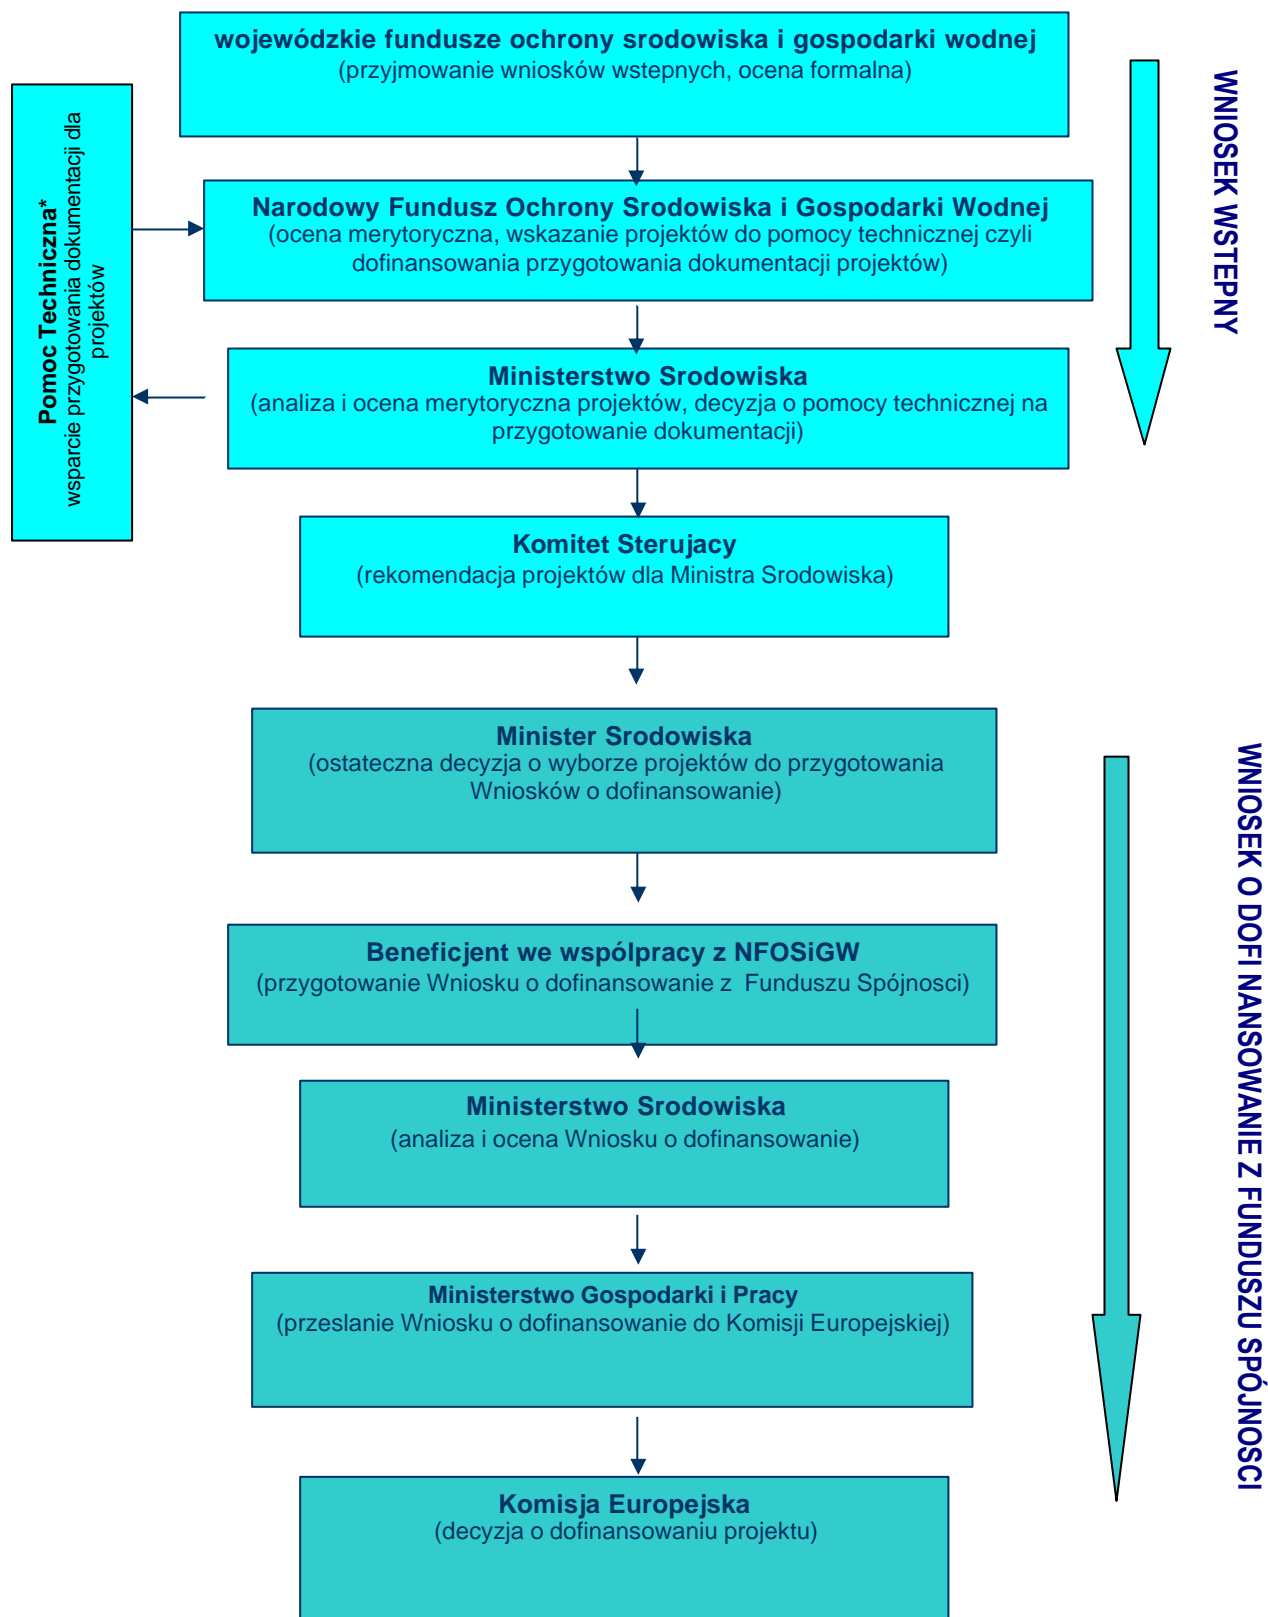 wojewódzkie fundusze ochrony srodowiska i gospodarki wodnej
(przyjmowanie wniosków wstepnych, ocena formalna)
WNIOSEK WSTEPNY
Pomoc Techniczna*
wsparcie przygotowania dokumentacji dla
projektów
Narodowy Fundusz Ochrony Srodowiska i Gospodarki Wodnej
(ocena merytoryczna, wskazanie projektów do pomocy technicznej czyli
dofinansowania przygotowania dokumentacji projektów)
Ministerstwo Srodowiska
(analiza i ocena merytoryczna projektów, decyzja o pomocy technicznej na
przygotowanie dokumentacji)
Komitet Sterujacy
(rekomendacja projektów dla Ministra Srodowiska)
Minister Srodowiska
(ostateczna decyzja o wyborze projektów do przygotowania
Wniosków o dofinansowanie)
WNIOSEK O DOFI NANSOWANIE Z FUNDUSZU SPÓJNOSCI
Beneficjent we wspólpracy z NFOSiGW
(przygotowanie Wniosku o dofinansowanie z  Funduszu Spójnosci)
Ministerstwo Srodowiska
(analiza i ocena Wniosku o dofinansowanie)
Ministerstwo Gospodarki i Pracy
(przeslanie Wniosku o dofinansowanie do Komisji Europejskiej)
Komisja Europejska
(decyzja o dofinansowaniu projektu)